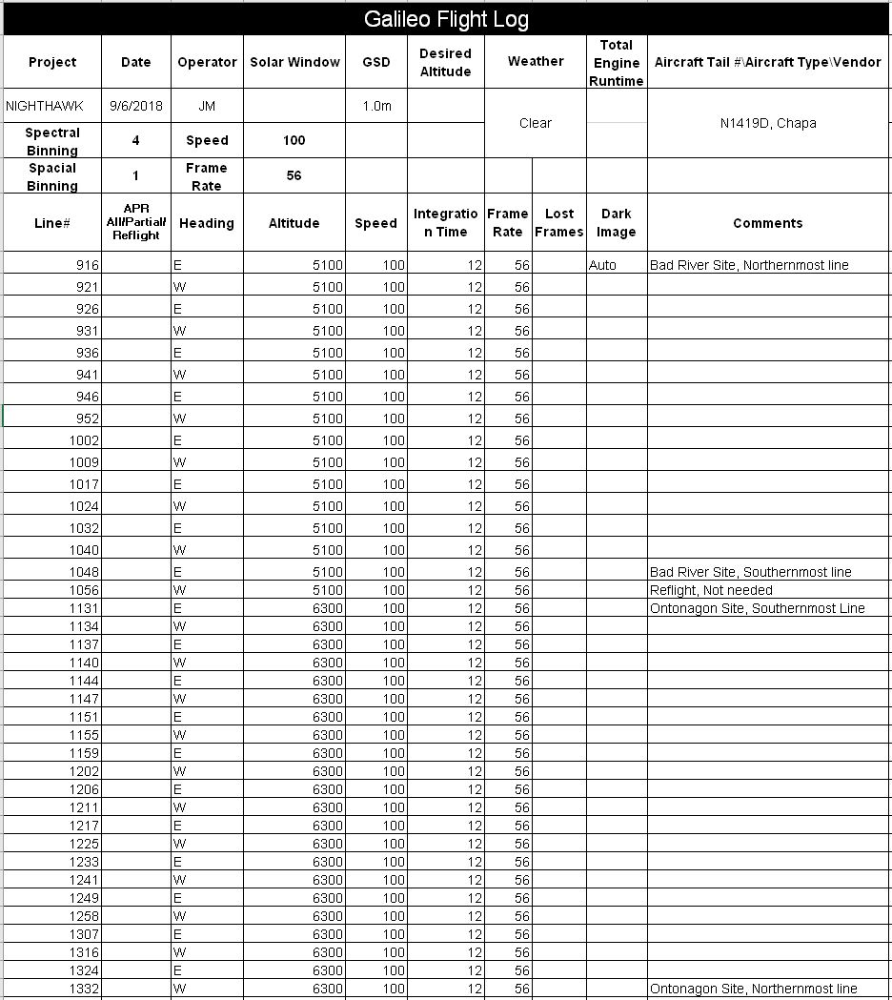 Galileo Flight Log
Project Date Operator Solar Window GSD Desired Altitude Weather Total Engine Runtime Aircraft Tail #\Aircraft Type\Vendor
NIGHTHAWK 9/6/2018 JM 1.0m Clear N1419D, Chapa
Spectral Binning 4 Speed 100
Spacial Binning 1 Frame Rate 56
Line# APR All/Partial/Reflight Heading Altitude Speed Integration Time Frame Rate Lost Frames Dark Image Comments
916 E 5100 100 12 56 Auto Bad River Site, Northernmost line
921 W 5100 100 12 56
926 E 5100 100 12 56
931 W 5100 100 12 56
936 E 5100 100 12 56
941 W 5100 100 12 56
946 E 5100 100 12 56
952 W 5100 100 12 56
1002 E 5100 100 12 56
1009 W 5100 100 12 56
1017 E 5100 100 12 56
1024 W 5100 100 12 56
1032 E 5100 100 12 56
1040 W 5100 100 12 56
1048 E 5100 100 12 56 Bad River Site, Southernmost line
1056 W 5100 100 12 56 Reflight, Not needed
1131 E 6300 100 12 56 Ontonagon Site, Southernmost Line
1134 W 6300 100 12 56
1137 E 6300 100 12 56
1140 W 6300 100 12 56
1144 E 6300 100 12 56
1147 W 6300 100 12 56
1151 E 6300 100 12 56
1155 W 6300 100 12 56
1159 E 6300 100 12 56
1202 W 6300 100 12 56
1206 E 6300 100 12 56
1211 W 6300 100 12 56
1217 E 6300 100 12 56
1225 W 6300 100 12 56
1233 E 6300 100 12 56
1241 W 6300 100 12 56
1249 E 6300 100 12 56
1258 W 6300 100 12 56
1307 E 6300 100 12 56
1316 W 6300 100 12 56
1324 E 6300 100 12 56
1332 W 6300 100 12 56 Ontonagon Site, Northernmost line